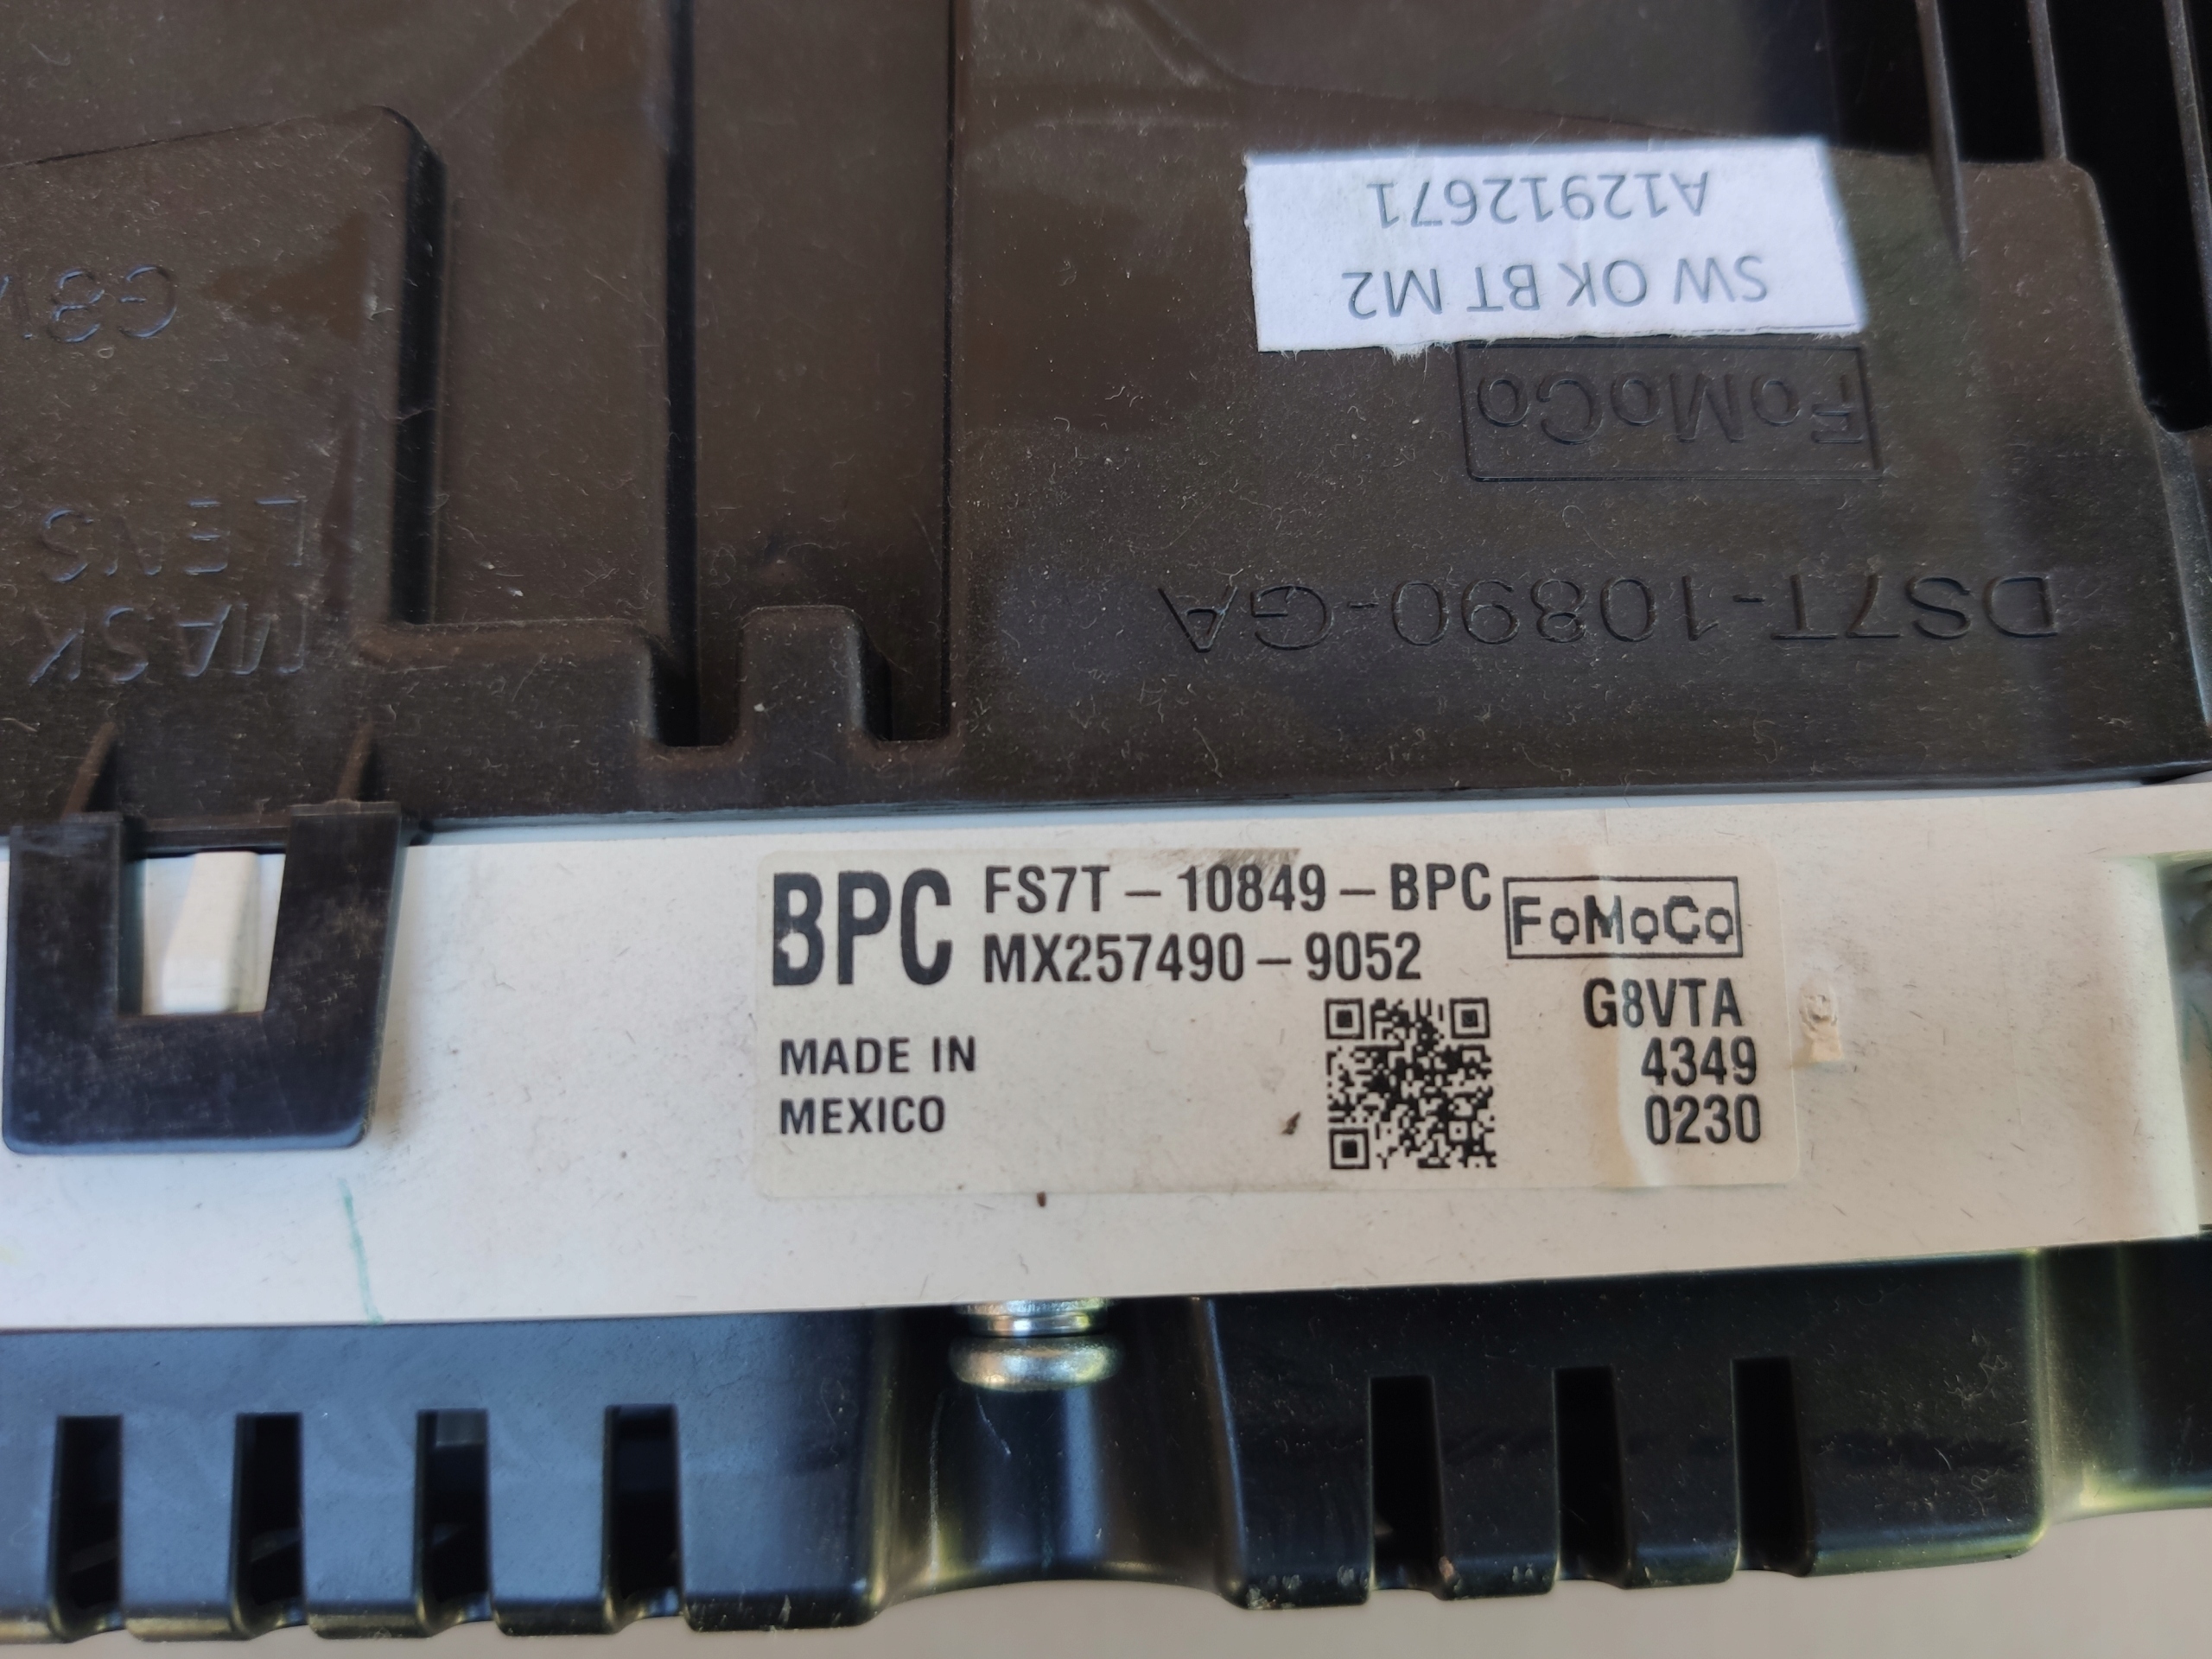 A12912671
SW OK BT M2
FoMoCo
DS7T-10890-GA
LENS
MASK
BPC
FS7T-10849-BPC
MX257490-9052
FoMoCo
G8VTA
4349
0230
MADE IN
MEXICO